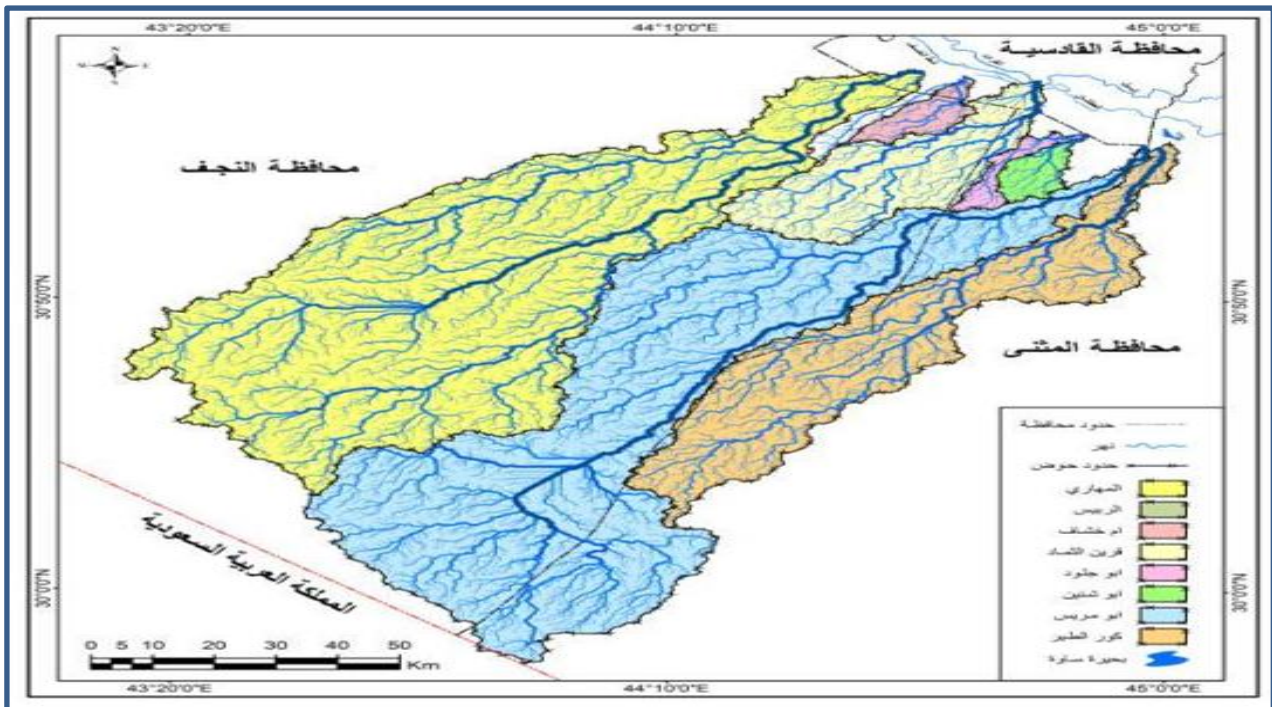 43°20'0"E 44°10'0"E 45°0'0"E
محافظة القادسية
N
محافظة النجف
30°50'0"N 30°50'0"N
محافظة المثنى
المملكة العربية السعودية
30°0'0"N 30°0'0"N
حدود محافظة
نهر
حدود حوض
المهاري
الربيس
ام خشاف
قرين الثماد
ابو جلود
ابو شنين
ابو مريس
كور الطير
بحيرة ساوة
0 5 10 20 30 40 50
Km
43°20'0"E 44°10'0"E 45°0'0"E